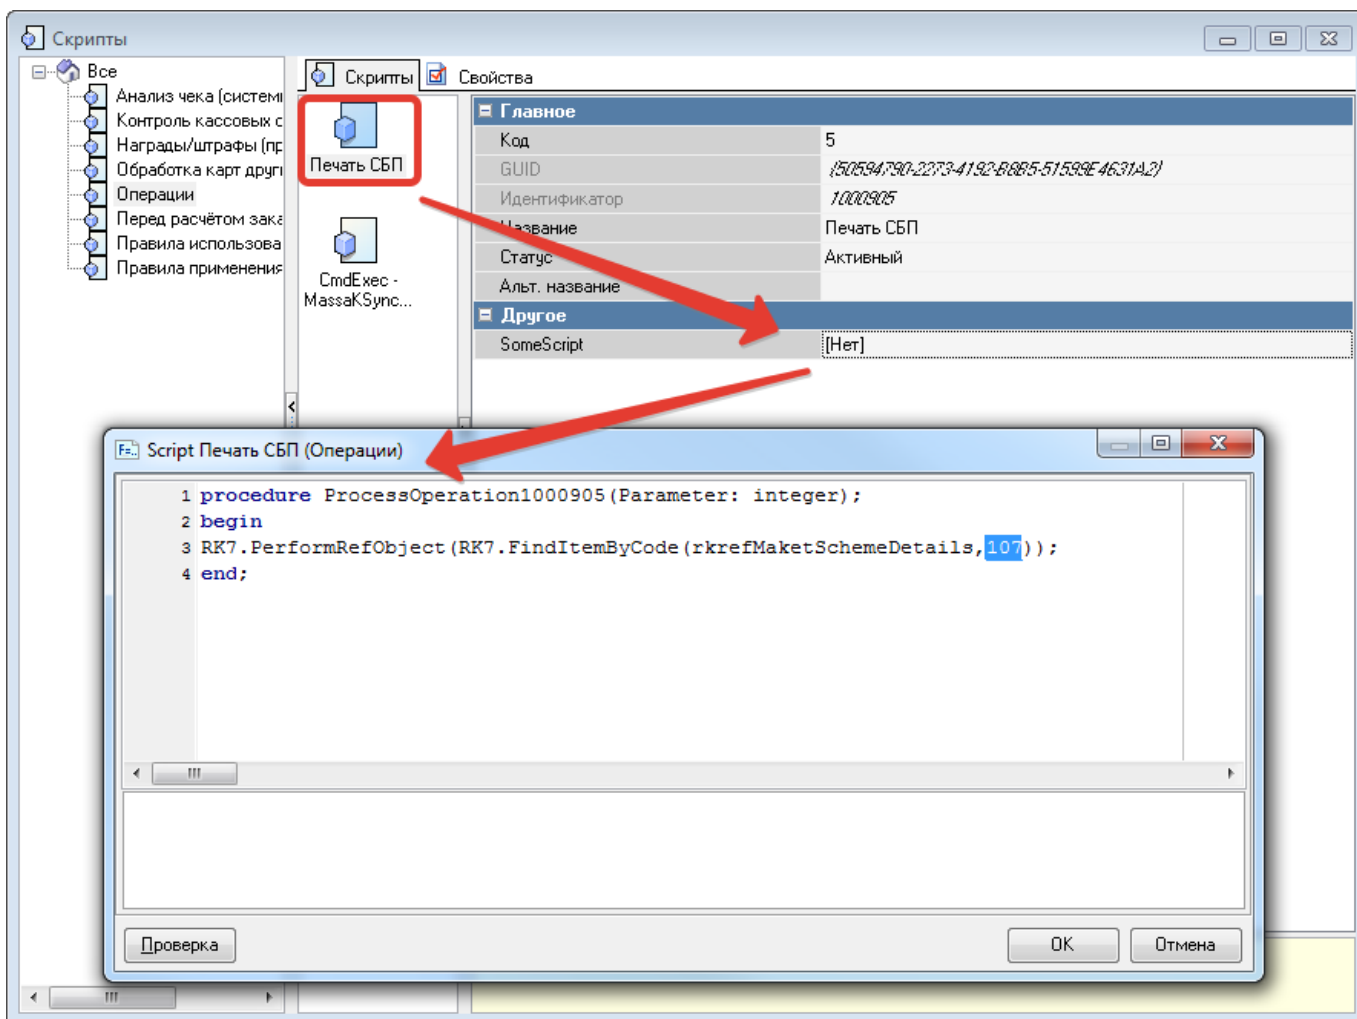 Скрипты
Все
Анализ чека (системн
Контроль кассовых с
Награды/штрафы (пр
Обработка карт други
Операции
Перед расчётом зака
Правила использова
Правила применения
Скрипты
Свойства
Печать СБП
CmdExec -
MassaKSync...
Главное
Код 5
GUID {50594790-2273-4192-B8B5-51599E4631A2}
Идентификатор 1000905
Название Печать СБП
Статус Активный
Альт. название
Другое
SomeScript [Нет]
Script Печать СБП (Операции)
1 procedure ProcessOperation1000905(Parameter: integer);
2 begin
3 RK7.PerformRefObject(RK7.FindItemByCode(rkrefMaketSchemeDetails,107));
4 end;
Проверка
OK
Отмена